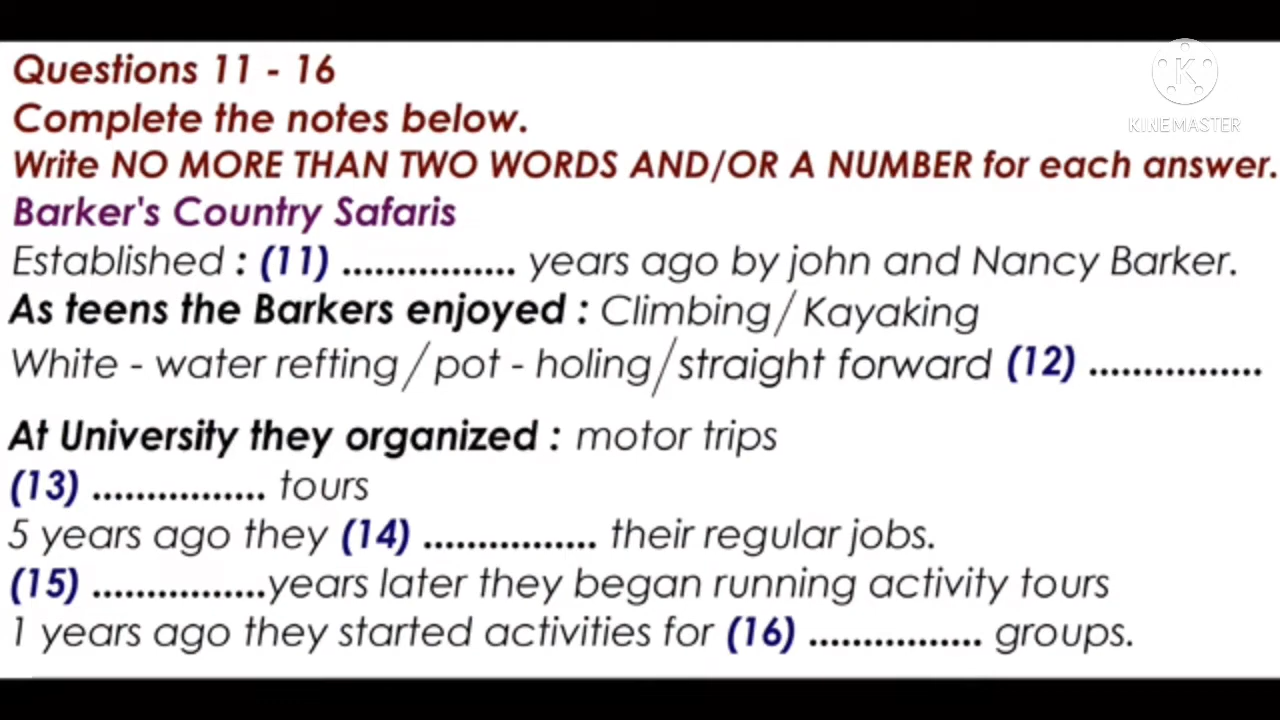 Questions 11 - 16
KINEMASTER
Complete the notes below.
Write NO MORE THAN TWO WORDS AND/OR A NUMBER for each answer.
Barker's Country Safaris
Established : (11) ................ years ago by john and Nancy Barker.
As teens the Barkers enjoyed : Climbing/Kayaking
White - water refting/pot - holing/straight forward (12) ................
At University they organized : motor trips
(13) ................ tours
5 years ago they (14) ................ their regular jobs.
(15) ................years later they began running activity tours
1 years ago they started activities for (16) ................ groups.